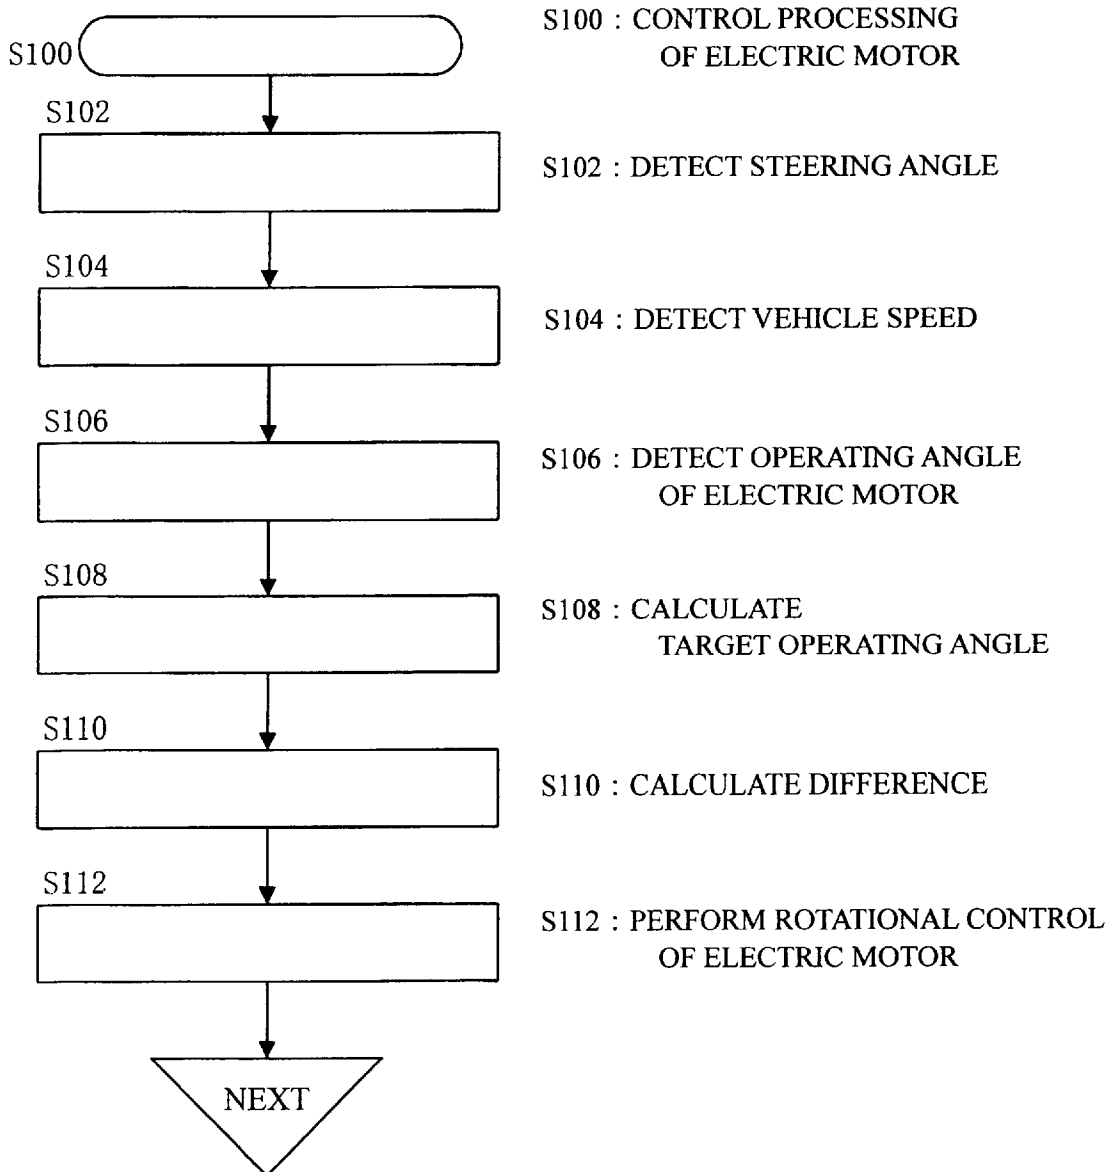 S100
S100 : CONTROL PROCESSING
OF ELECTRIC MOTOR
S102
S102 : DETECT STEERING ANGLE
S104
S104 : DETECT VEHICLE SPEED
S106
S106 : DETECT OPERATING ANGLE
OF ELECTRIC MOTOR
S108
S108 : CALCULATE
TARGET OPERATING ANGLE
S110
S110 : CALCULATE DIFFERENCE
S112
S112 : PERFORM ROTATIONAL CONTROL
OF ELECTRIC MOTOR
NEXT